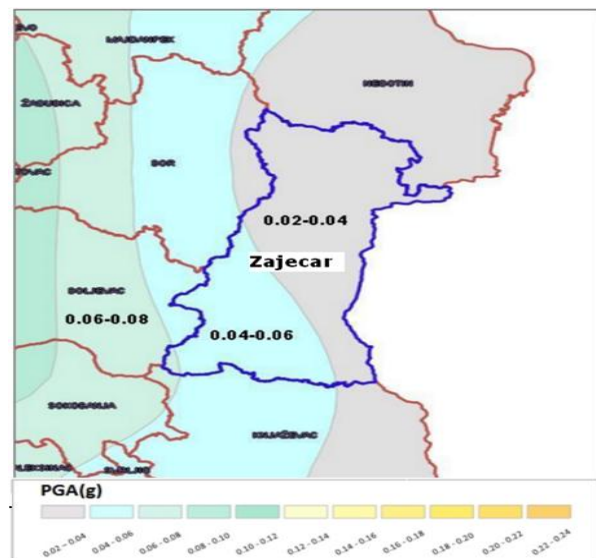 MAJDANPEK
NEGOTIN
ŽAGUBICA
BOR
0.02-0.04
Zajecar
BOLJEVAC
0.06-0.08
0.04-0.06
SOKOBANJA
KNJAŽEVAC
PGA(g)
0.02 - 0.04
0.04 - 0.06
0.06 - 0.08
0.08 - 0.10
0.10 - 0.12
0.12 - 0.14
0.14 - 0.16
0.16 - 0.18
0.18 - 0.20
0.20 - 0.22
0.22 - 0.24